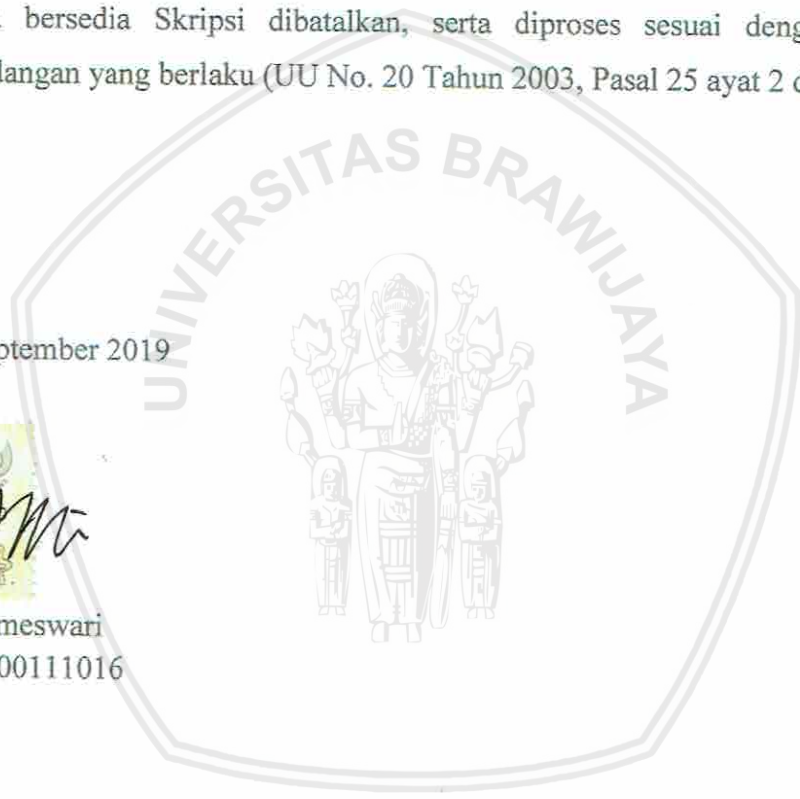 bersedia Skripsi dibatalkan, serta diproses sesuai deng
langan yang berlaku (UU No. 20 Tahun 2003, Pasal 25 ayat 2 d
UNIVERSITAS BRAWIJAYA
ptember 2019
meswari
00111016